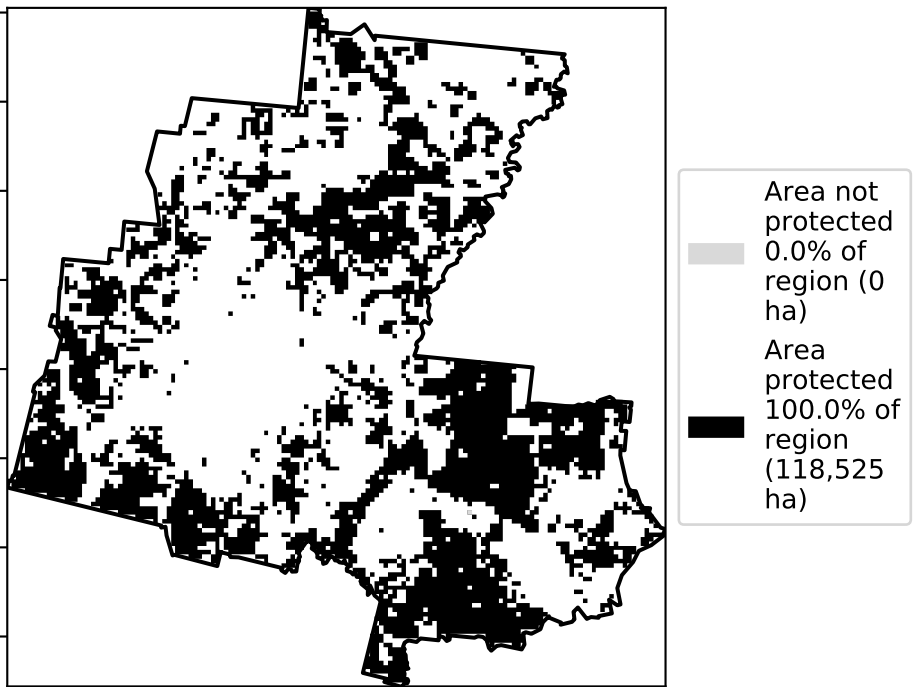 Area not
protected
0.0% of
region (0
ha)
Area
protected
100.0% of
region
(118,525
ha)